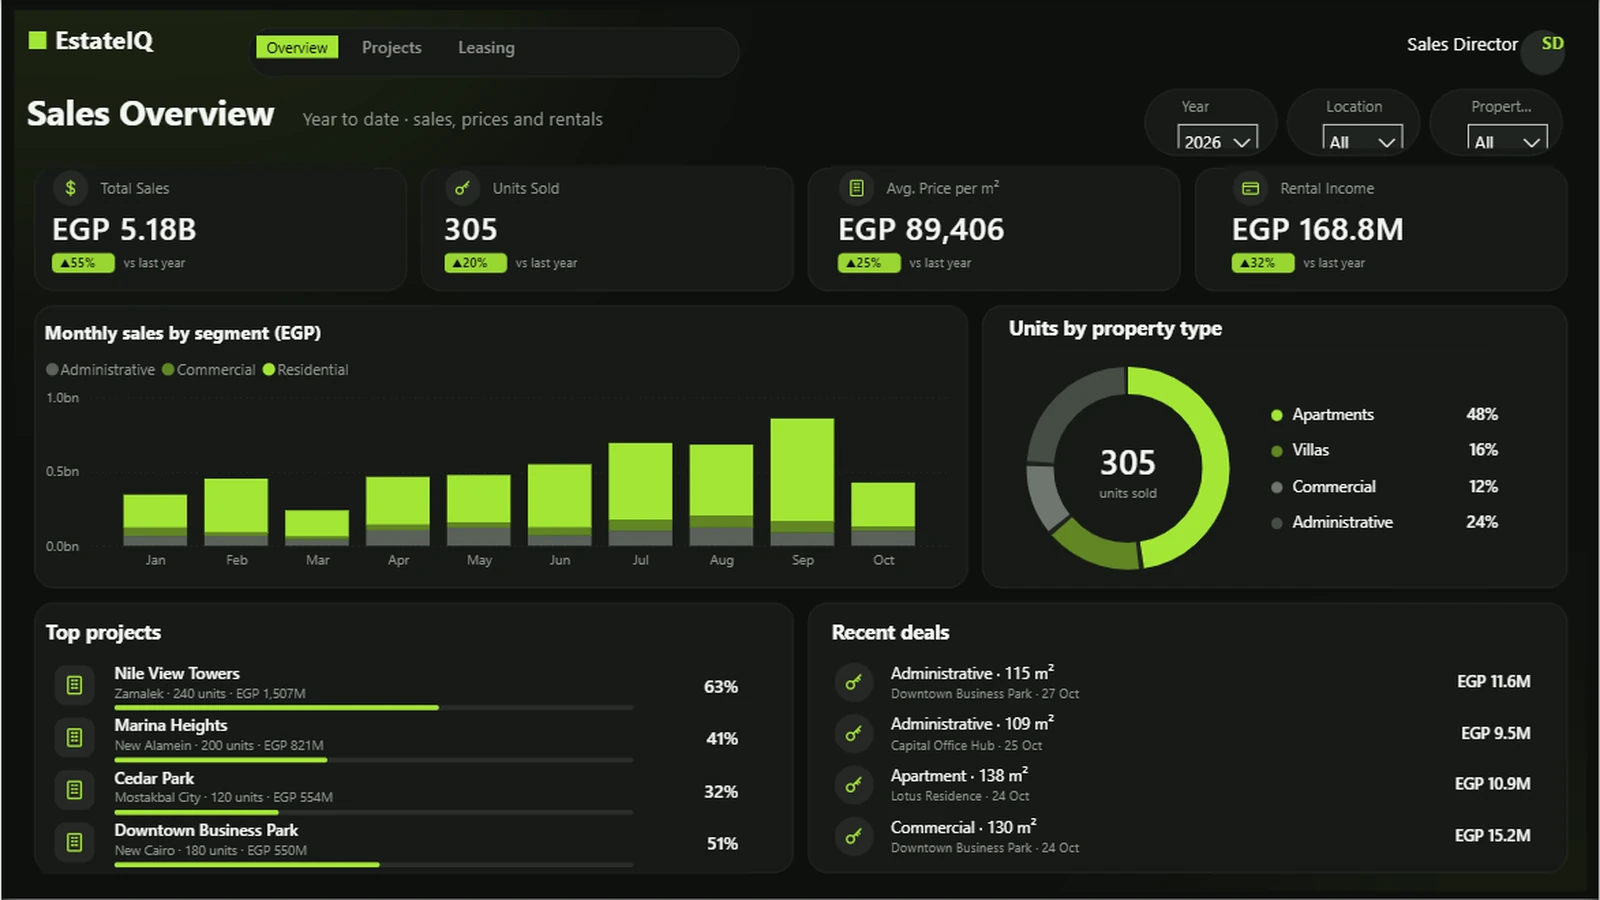 EstateIQ
Overview Projects Leasing
Sales Director SD
Sales Overview Year to date · sales, prices and rentals
Year Location Propert...
2026 All All
Total Sales
EGP 5.18B
▲55% vs last year
Units Sold
305
▲20% vs last year
Avg. Price per m²
EGP 89,406
▲25% vs last year
Rental Income
EGP 168.8M
▲32% vs last year
Monthly sales by segment (EGP)
Administrative Commercial Residential
1.0bn
0.5bn
0.0bn
Jan Feb Mar Apr May Jun Jul Aug Sep Oct
Units by property type
305
units sold
Apartments 48%
Villas 16%
Commercial 12%
Administrative 24%
Top projects
Nile View Towers
Zamalek · 240 units · EGP 1,507M
63%
Marina Heights
New Alamein · 200 units · EGP 821M
41%
Cedar Park
Mostakbal City · 120 units · EGP 554M
32%
Downtown Business Park
New Cairo · 180 units · EGP 550M
51%
Recent deals
Administrative · 115 m²
Downtown Business Park · 27 Oct
EGP 11.6M
Administrative · 109 m²
Capital Office Hub · 25 Oct
EGP 9.5M
Apartment · 138 m²
Lotus Residence · 24 Oct
EGP 10.9M
Commercial · 130 m²
Downtown Business Park · 24 Oct
EGP 15.2M